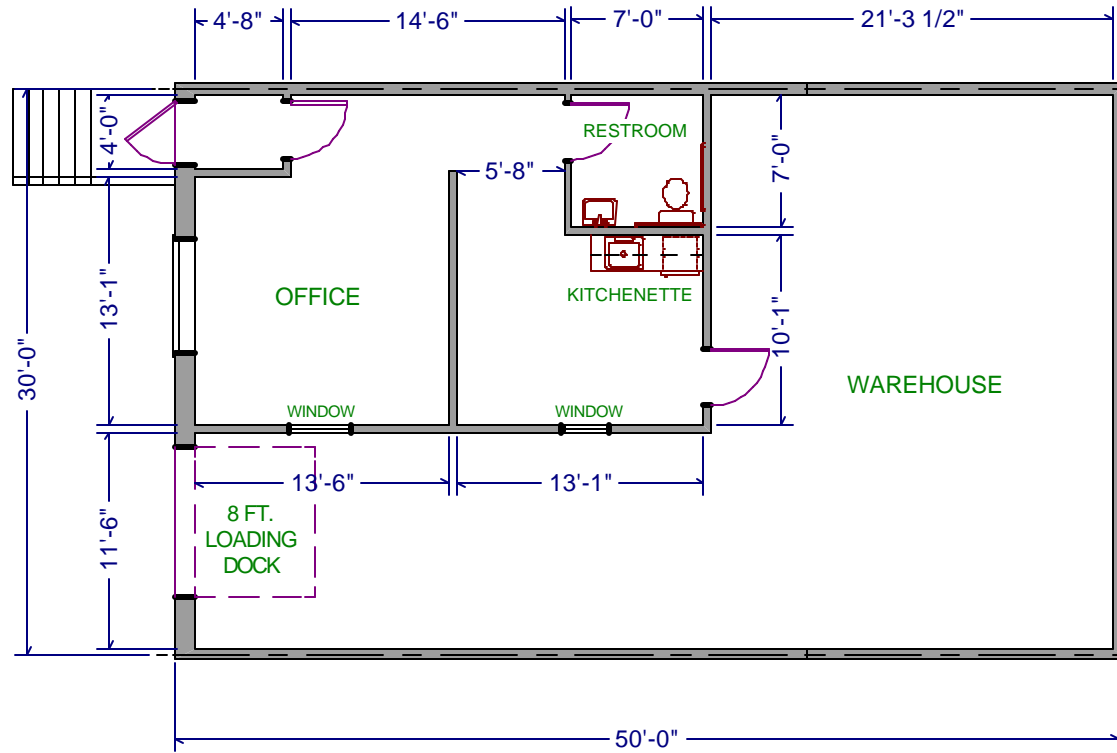 4'-8"
14'-6"
7'-0"
21'-3 1/2"
4'-0"
RESTROOM
5'-8"
7'-0"
13'-1"
OFFICE
KITCHENETTE
10'-1"
30'-0"
WAREHOUSE
WINDOW
WINDOW
13'-6"
13'-1"
11'-6"
8 FT.
LOADING
DOCK
50'-0"